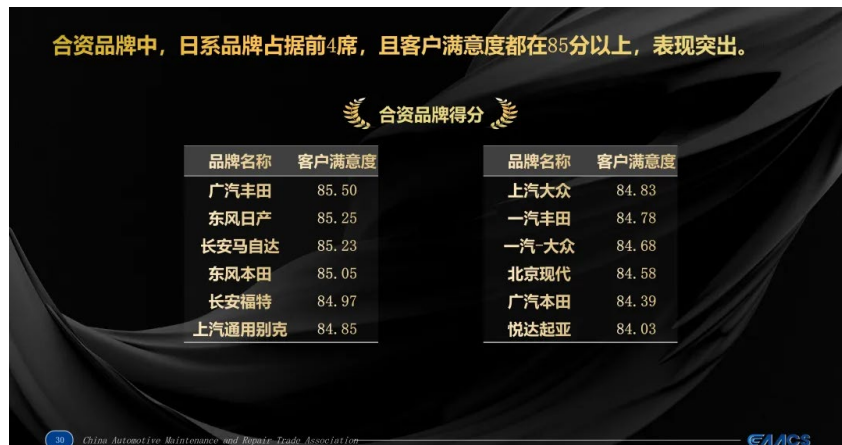 合资品牌中，日系品牌占据前4席，且客户满意度都在85分以上，表现突出。
合资品牌得分
品牌名称 客户满意度
广汽丰田 85.50
东风日产 85.25
长安马自达 85.23
东风本田 85.05
长安福特 84.97
上汽通用别克 84.85
品牌名称 客户满意度
上汽大众 84.83
一汽丰田 84.78
一汽-大众 84.68
北京现代 84.58
广汽本田 84.39
悦达起亚 84.03
30 China Automotive Maintenance and Repair Trade Association